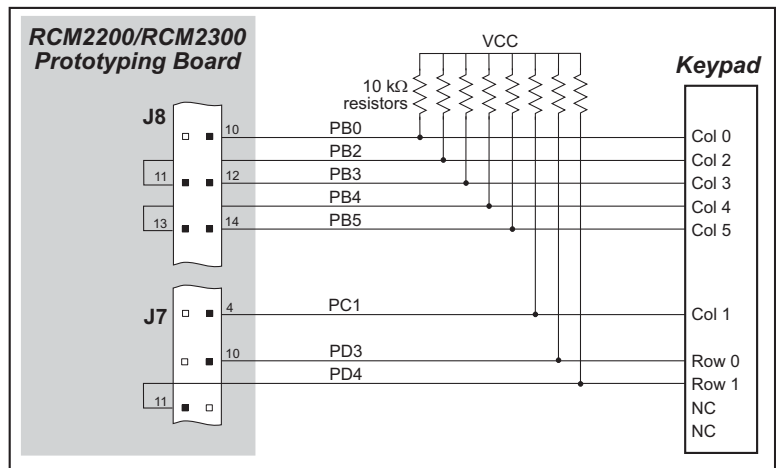 RCM2200/RCM2300
Prototyping Board
VCC
Keypad
10 kΩ
resistors
J8
10
PB0
Col 0
PB2
Col 2
11
12
PB3
Col 3
PB4
Col 4
13
14
PB5
Col 5
J7
4
PC1
Col 1
10
PD3
Row 0
PD4
Row 1
11
NC
NC